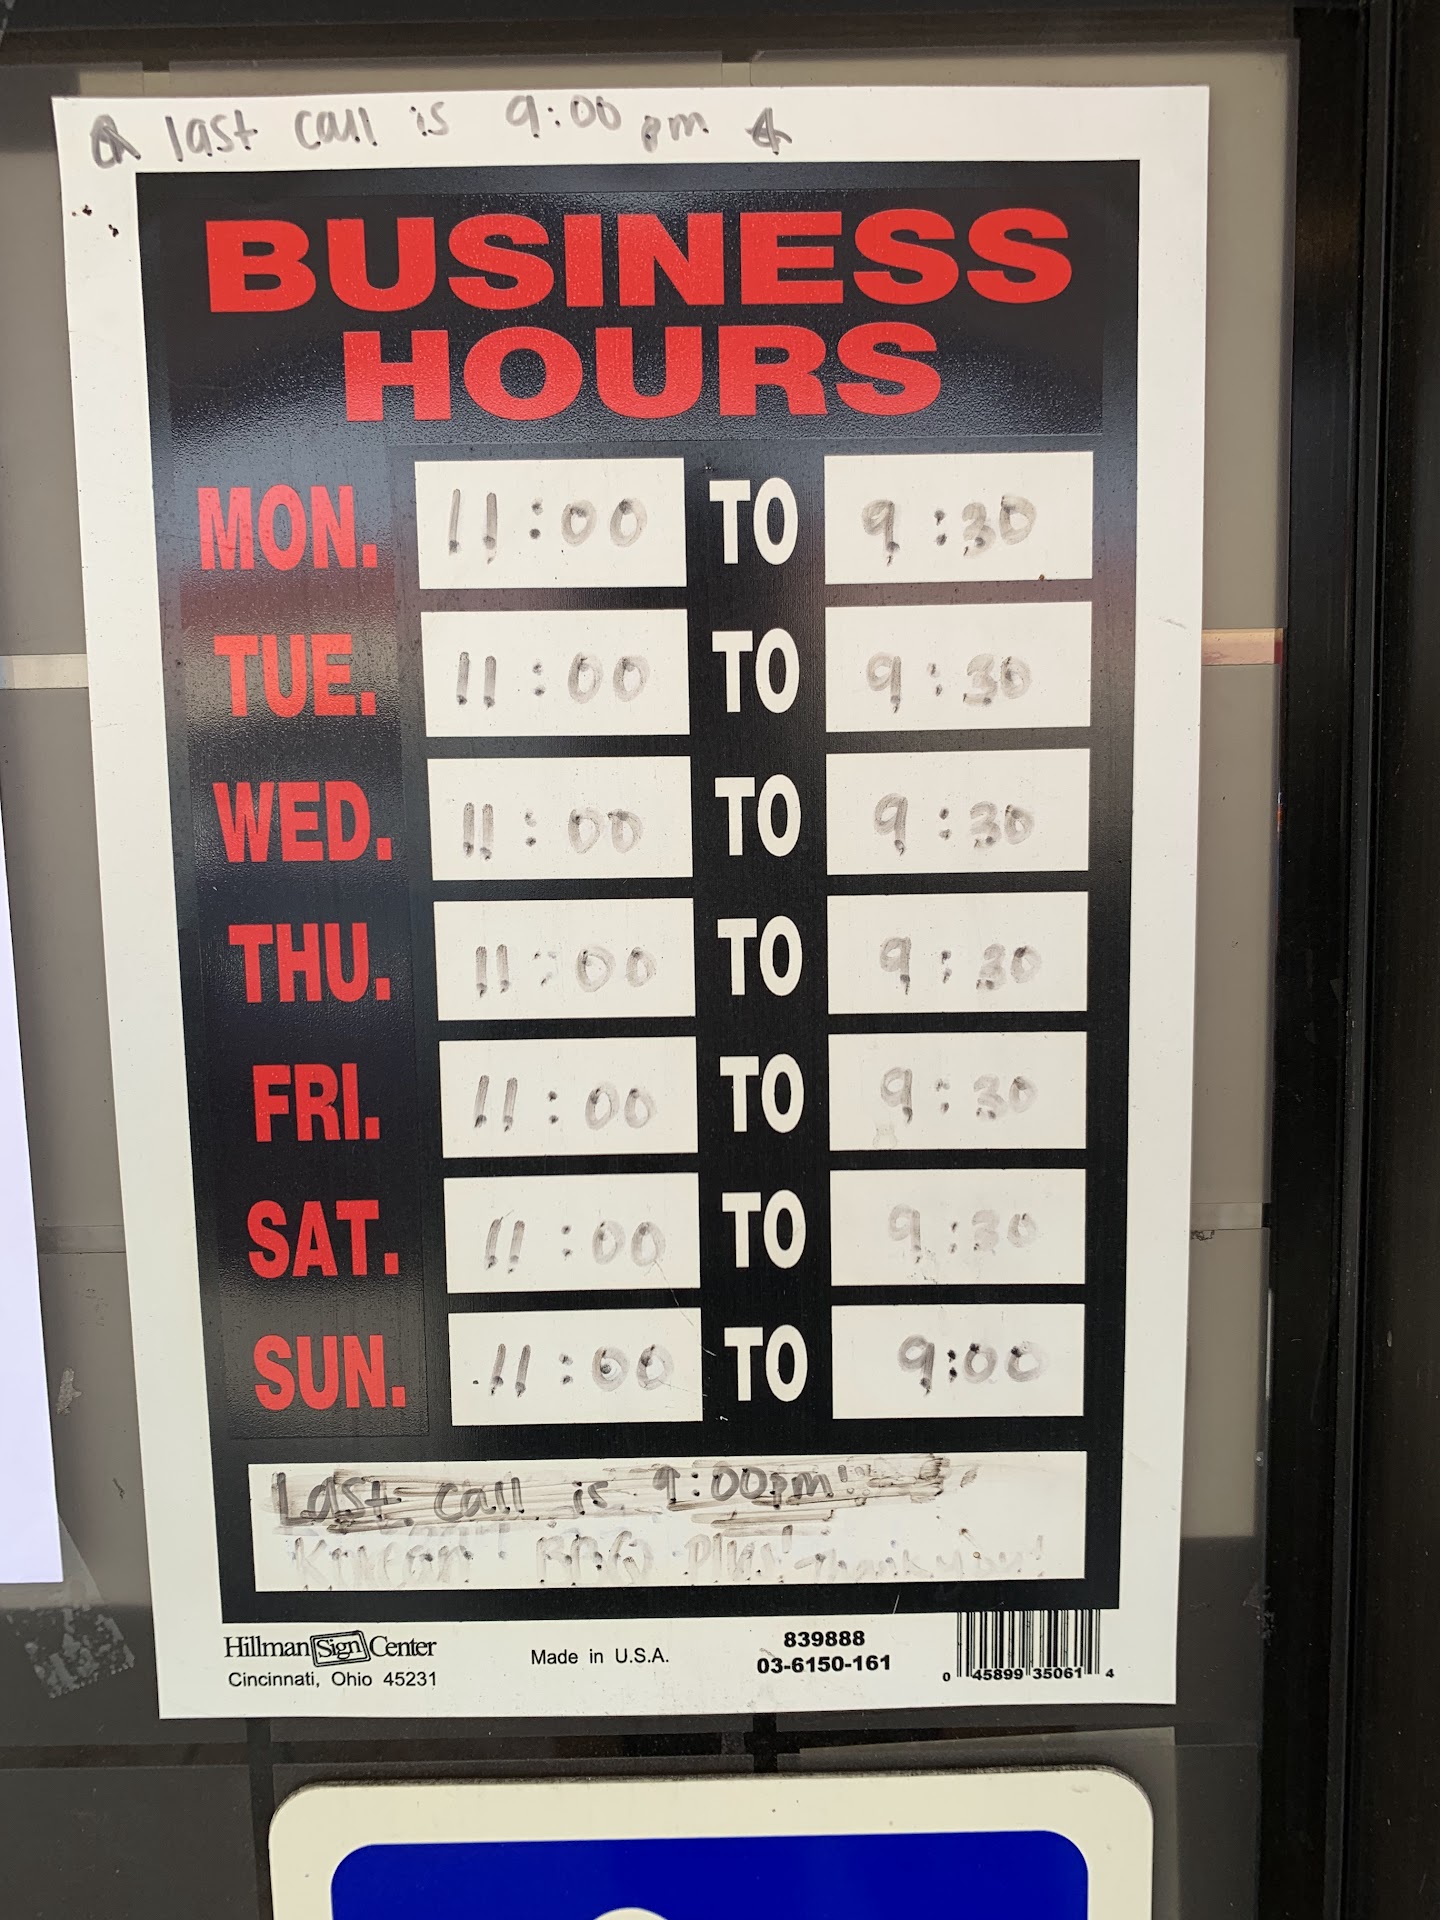 ☆ last call is 9:00 pm ☆
BUSINESS
HOURS
MON. 11:00 TO 9:30
TUE. 11:00 TO 9:30
WED. 11:00 TO 9:30
THU. 11:00 TO 9:30
FRI. 11:00 TO 9:30
SAT. 11:00 TO 9:30
SUN. 11:00 TO 9:00
Last call is 9:00pm!
Korean BBQ Plus! Thank you!
Hillman Sign Center
Cincinnati, Ohio 45231
Made in U.S.A.
839888
03-6150-161
0 45899 35061 4